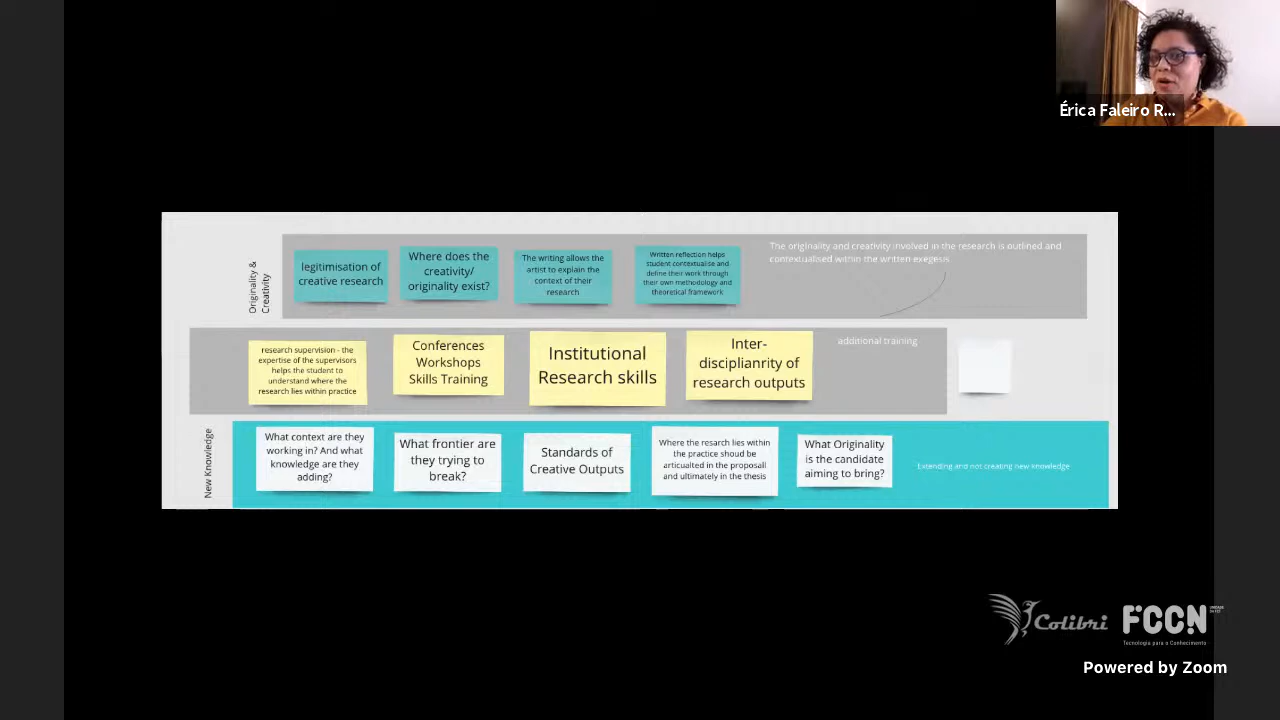 Érica Faleiro R...
Originality &
Creativity
legitimisation of
creative research
Where does the
creativity/
originality exist?
The writing allows the
artist to explain the
context of their
research
Written reflection helps
student contextualise and
define their work through
their own methodology and
theoretical framework
The originality and creativity involved in the research is outlined and
contextualised within the written exegesis
research supervision - the
expertise of the supervisors
helps the student to
understand where the
research lies within practice
Conferences
Workshops
Skills Training
Institutional
Research skills
Inter-
disciplianrity of
research outputs
additional training
New Knowledge
What context are they
working in? And what
knowledge are they
adding?
What frontier are
they trying to
break?
Standards of
Creative Outputs
Where the resarch lies within
the practice shoud be
articualted in the proposall
and ultimately in the thesis
What Originality
is the candidate
aiming to bring?
Extending and not creating new knowledge
Colibri
FCCN
Tecnologia para o Conhecimento
Powered by Zoom